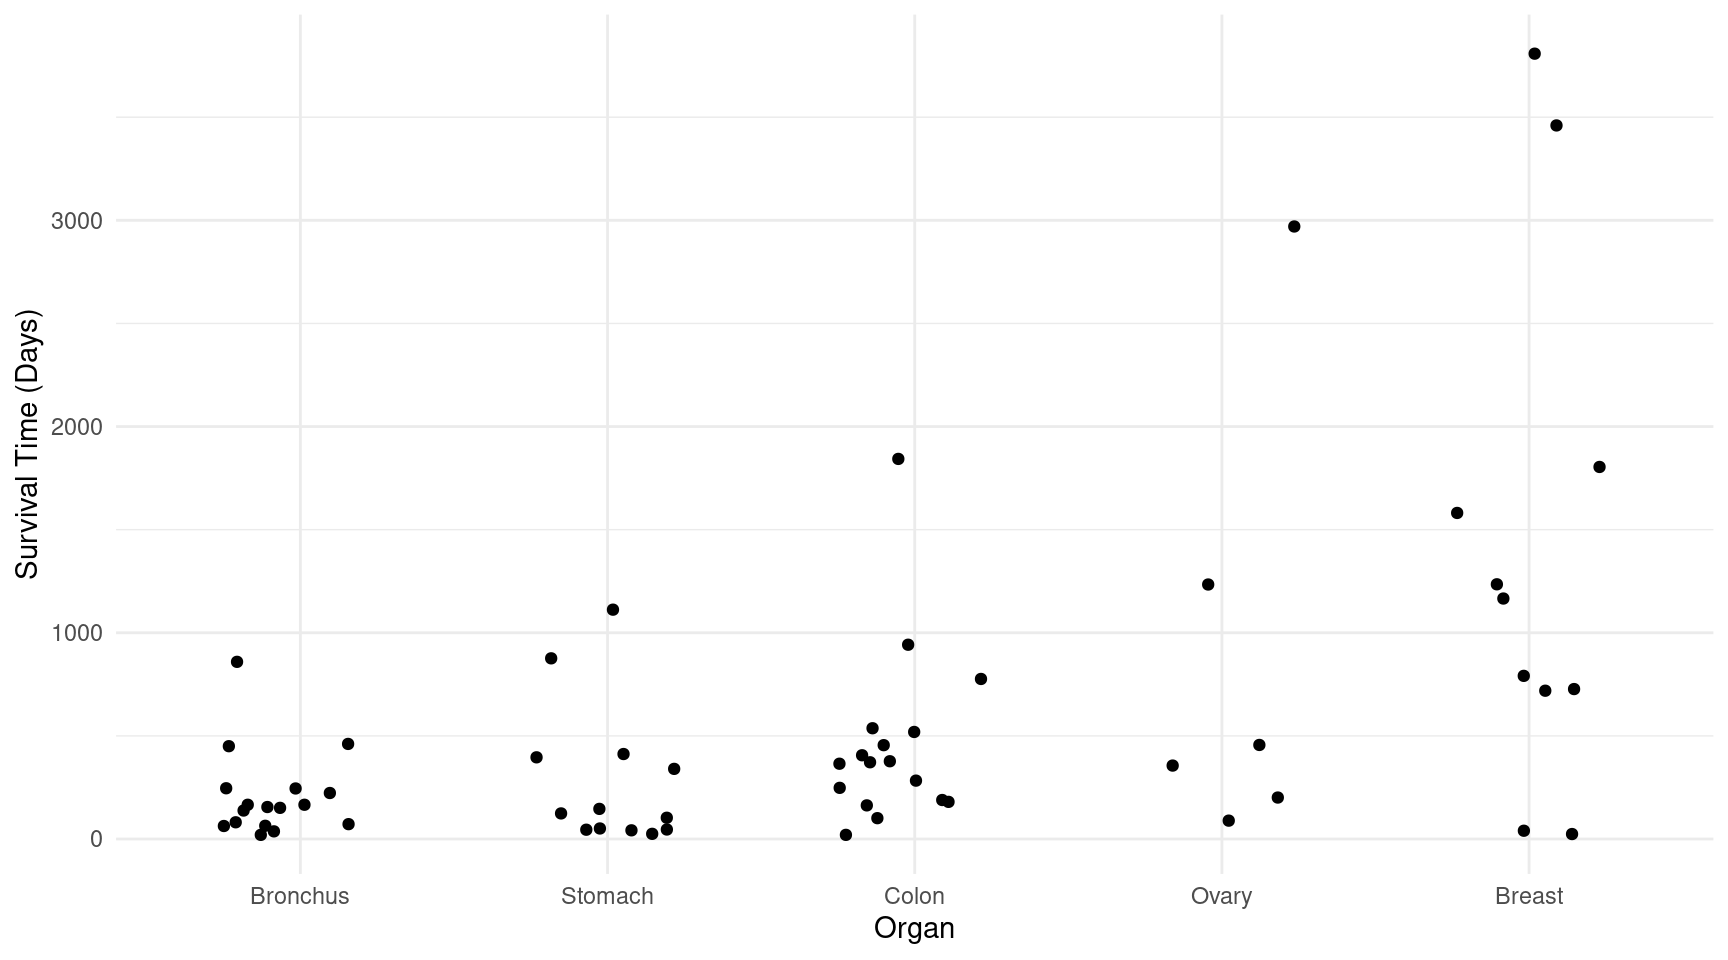 Survival Time (Days)
3000
2000
1000
0
Bronchus
Stomach
Colon
Ovary
Breast
Organ